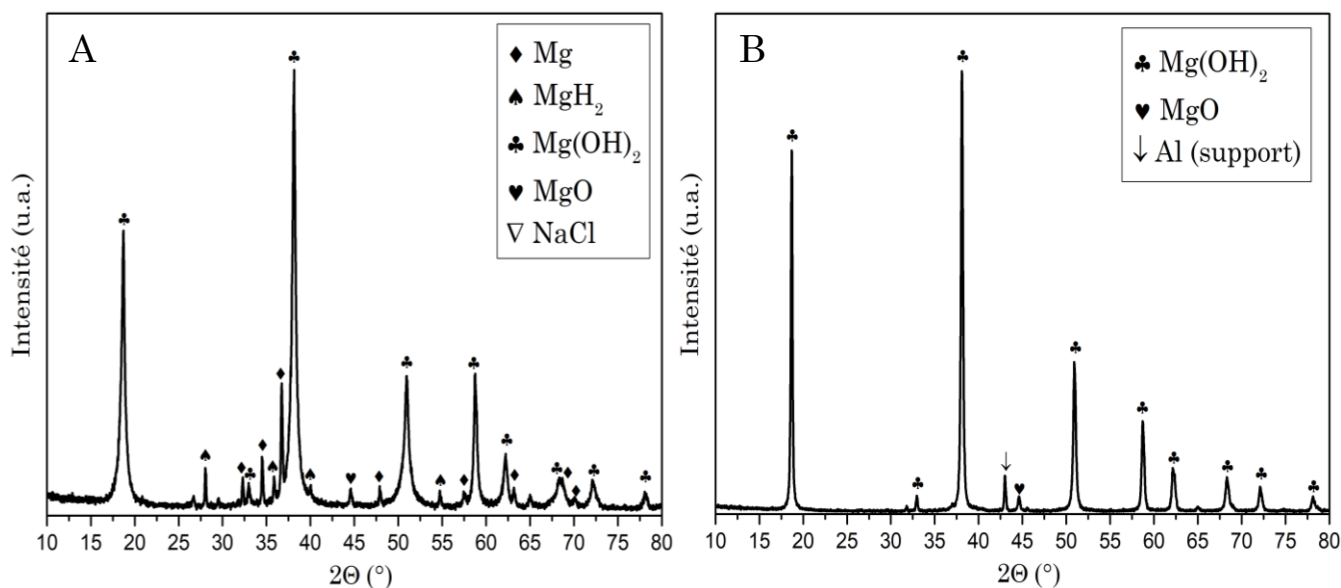 A
♦ Mg
♠ MgH₂
♣ Mg(OH)₂
♥ MgO
∇ NaCl
Intensité (u.a.)
10 15 20 25 30 35 40 45 50 55 60 65 70 75 80
2Θ (°)
B
♣ Mg(OH)₂
♥ MgO
↓ Al (support)
Intensité (u.a.)
10 15 20 25 30 35 40 45 50 55 60 65 70 75 80
2Θ (°)